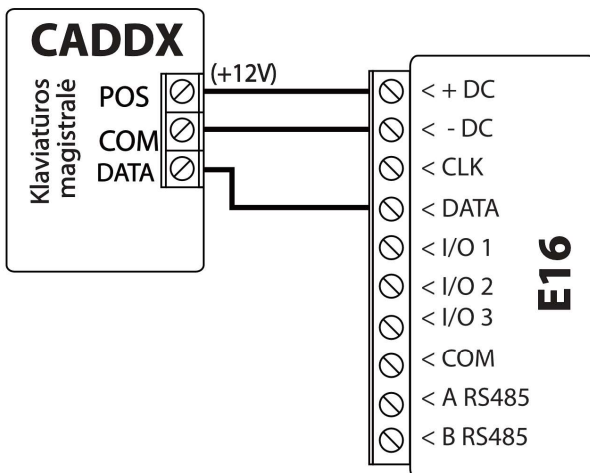 CADDX
Klaviatūros
magistralė
POS
COM
DATA
(+12V)
< + DC
< - DC
< CLK
< DATA
< I/O 1
< I/O 2
< I/O 3
< COM
< A RS485
< B RS485
E16